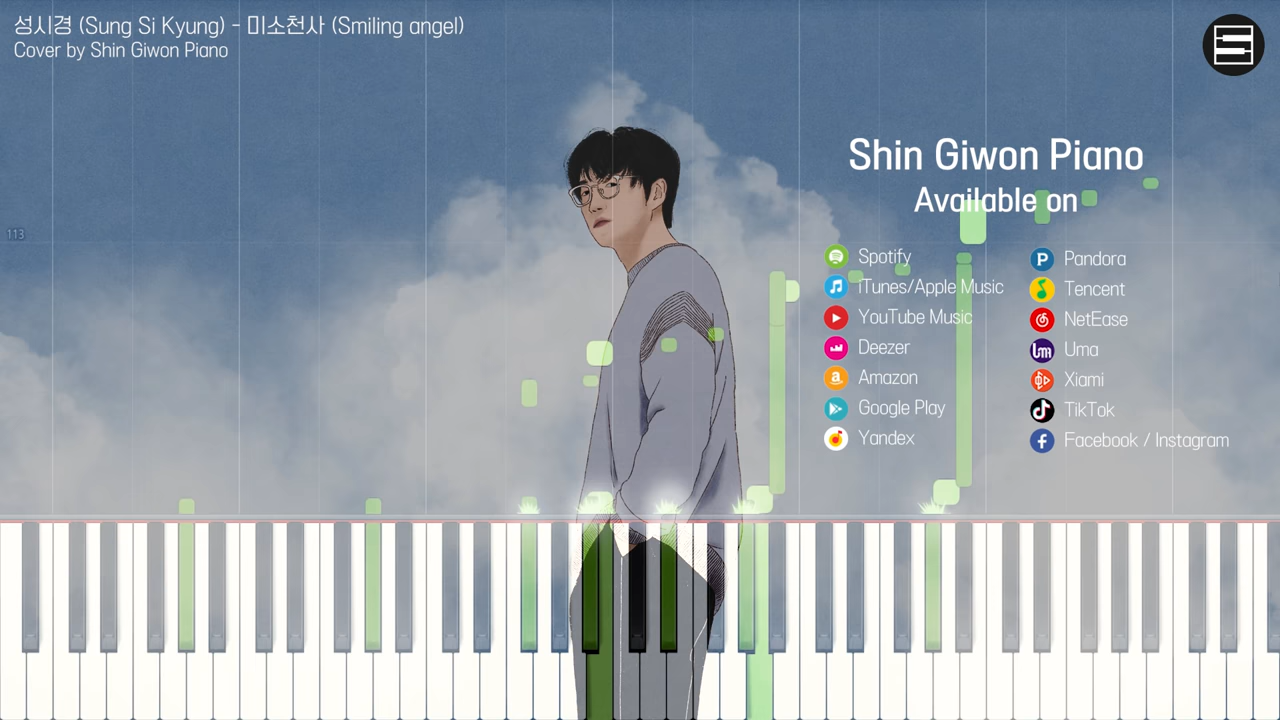 성시경 (Sung Si Kyung) - 미소천사 (Smiling angel)
Cover by Shin Giwon Piano
Shin Giwon Piano
Available on
113
Spotify
iTunes/Apple Music
YouTube Music
Deezer
Amazon
Google Play
Yandex
Pandora
Tencent
NetEase
Uma
Xiami
TikTok
Facebook / Instagram